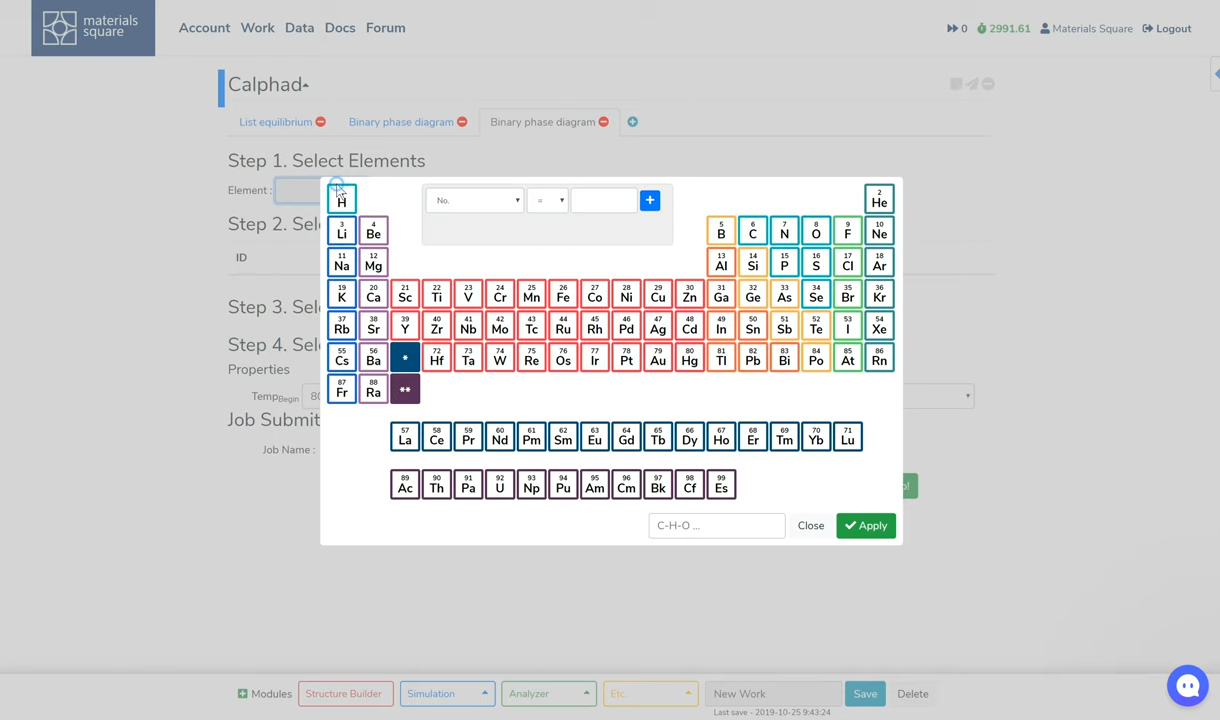 materials
square
Account Work Data Docs Forum
0 2991.61 Materials Square Logout
Calphad
List equilibrium Binary phase diagram Binary phase diagram
Step 1. Select Elements
Element :
No. =
Step 2. Sel
ID
Step 3. Sel
Step 4. Sel
Properties
TempBegin 80
Job Submit
Job Name :
H 2 He
3 Li 4 Be 5 B 6 C 7 N 8 O 9 F 10 Ne
11 Na 12 Mg 13 Al 14 Si 15 P 16 S 17 Cl 18 Ar
19 K 20 Ca 21 Sc 22 Ti 23 V 24 Cr 25 Mn 26 Fe 27 Co 28 Ni 29 Cu 30 Zn 31 Ga 32 Ge 33 As 34 Se 35 Br 36 Kr
37 Rb 38 Sr 39 Y 40 Zr 41 Nb 42 Mo 43 Tc 44 Ru 45 Rh 46 Pd 47 Ag 48 Cd 49 In 50 Sn 51 Sb 52 Te 53 I 54 Xe
55 Cs 56 Ba * 72 Hf 73 Ta 74 W 75 Re 76 Os 77 Ir 78 Pt 79 Au 80 Hg 81 Tl 82 Pb 83 Bi 84 Po 85 At 86 Rn
87 Fr 88 Ra **
57 La 58 Ce 59 Pr 60 Nd 61 Pm 62 Sm 63 Eu 64 Gd 65 Tb 66 Dy 67 Ho 68 Er 69 Tm 70 Yb 71 Lu
89 Ac 90 Th 91 Pa 92 U 93 Np 94 Pu 95 Am 96 Cm 97 Bk 98 Cf 99 Es
C-H-O ... Close Apply
Modules Structure Builder Simulation Analyzer Etc. New Work Save Delete
Last save - 2019-10-25 9:43:24